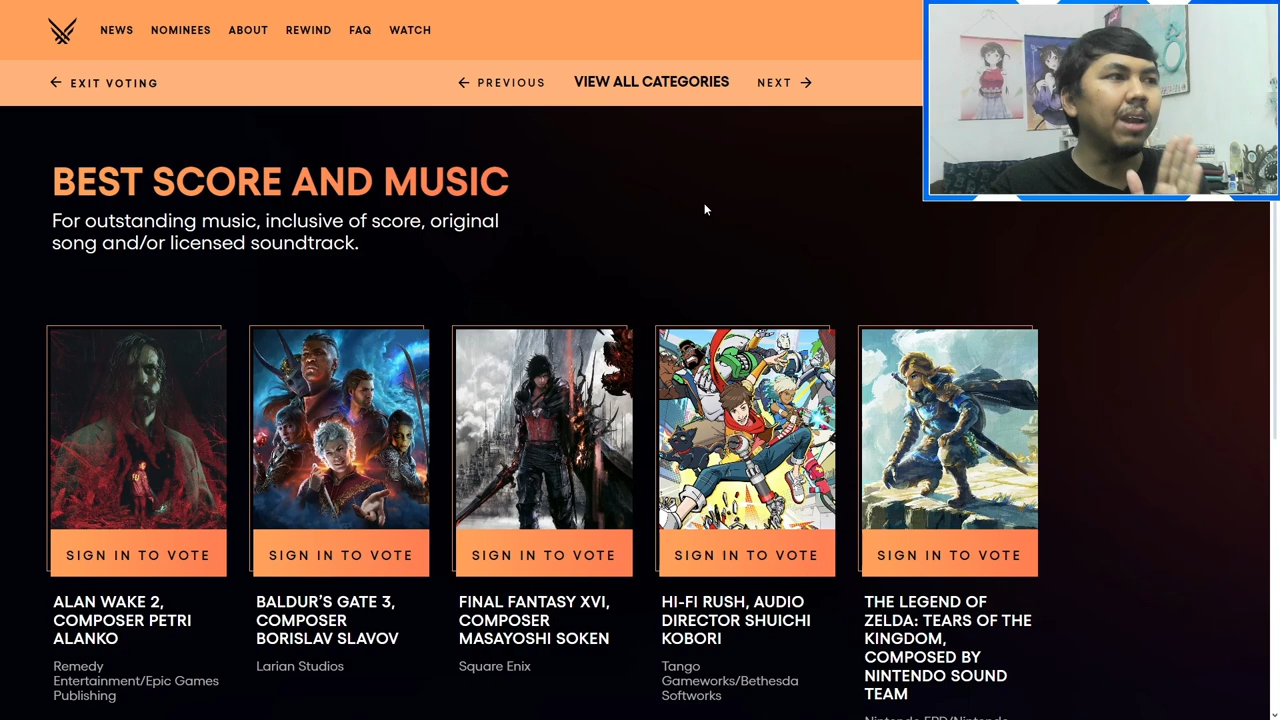 NEWS NOMINEES ABOUT REWIND FAQ WATCH
EXIT VOTING
PREVIOUS VIEW ALL CATEGORIES NEXT
BEST SCORE AND MUSIC
For outstanding music, inclusive of score, original
song and/or licensed soundtrack.
SIGN IN TO VOTE SIGN IN TO VOTE SIGN IN TO VOTE SIGN IN TO VOTE SIGN IN TO VOTE
ALAN WAKE 2,
COMPOSER PETRI
ALANKO
Remedy
Entertainment/Epic Games
Publishing
BALDUR'S GATE 3,
COMPOSER
BORISLAV SLAVOV
Larian Studios
FINAL FANTASY XVI,
COMPOSER
MASAYOSHI SOKEN
Square Enix
HI-FI RUSH, AUDIO
DIRECTOR SHUICHI
KOBORI
Tango
Gameworks/Bethesda
Softworks
THE LEGEND OF
ZELDA: TEARS OF THE
KINGDOM,
COMPOSED BY
NINTENDO SOUND
TEAM